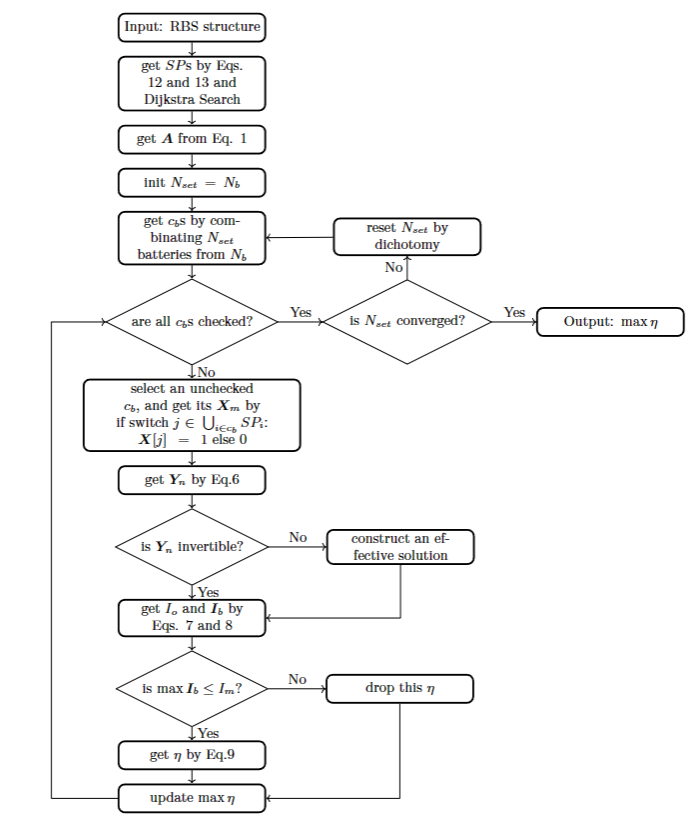 Input: RBS structure
get SPs by Eqs.
12 and 13 and
Dijkstra Search
get A from Eq. 1
init N_set = N_b
get c_bs by com-
binating N_set
batteries from N_b
reset N_set by
dichotomy
No
are all c_bs checked?
Yes
is N_set converged?
Yes
Output: max η
No
select an unchecked
c_b, and get its X_m by
if switch j ∈ ⋃_{i∈c_b} SP_i:
X[j] = 1 else 0
get Y_n by Eq.6
is Y_n invertible?
No
construct an ef-
fective solution
Yes
get I_o and I_b by
Eqs. 7 and 8
is max I_b ≤ I_m?
No
drop this η
Yes
get η by Eq.9
update max η